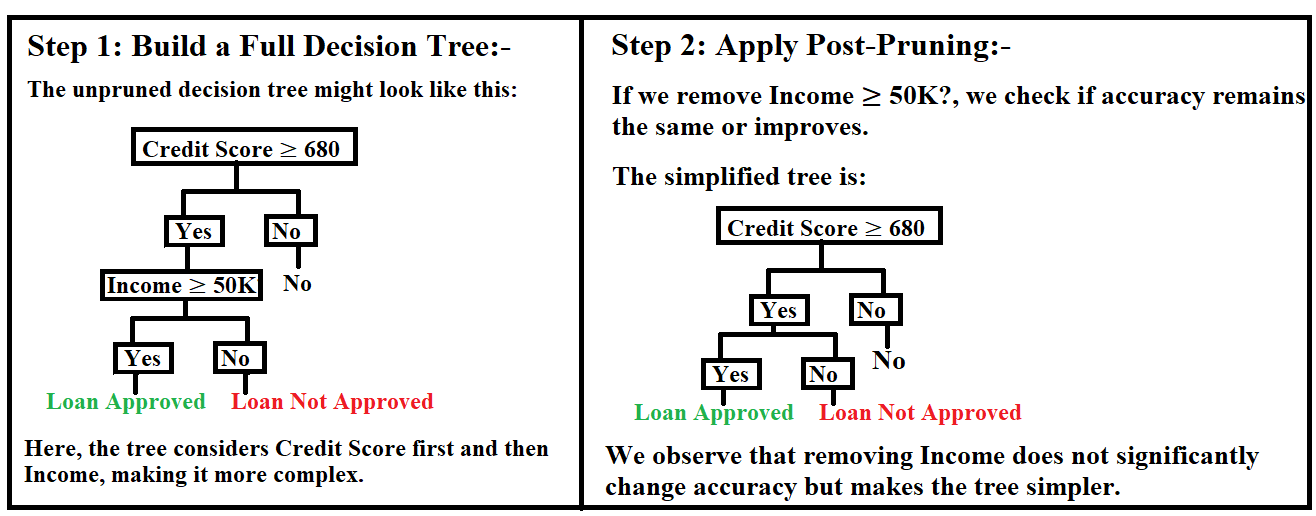 Step 1: Build a Full Decision Tree:-
The unpruned decision tree might look like this:
Credit Score ≥ 680
Yes
No
Income ≥ 50K
No
Yes
No
Loan Approved
Loan Not Approved
Here, the tree considers Credit Score first and then
Income, making it more complex.
Step 2: Apply Post-Pruning:-
If we remove Income ≥ 50K?, we check if accuracy remains
the same or improves.
The simplified tree is:
Credit Score ≥ 680
Yes
No
No
Yes
No
Loan Approved
Loan Not Approved
We observe that removing Income does not significantly
change accuracy but makes the tree simpler.